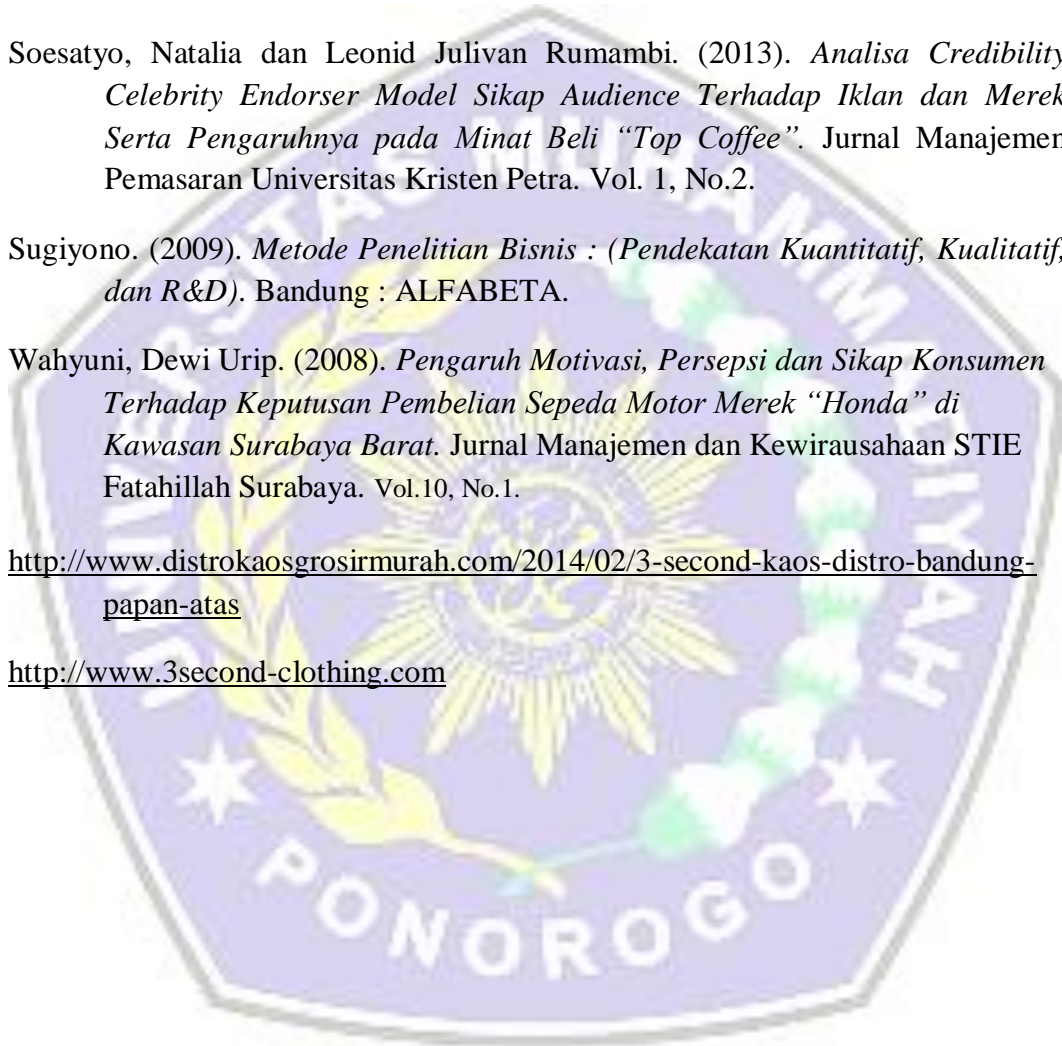 Soesatyo, Natalia dan Leonid Julivan Rumambi. (2013). Analisa Credibility
Celebrity Endorser Model Sikap Audience Terhadap Iklan dan Merek
Serta Pengaruhnya pada Minat Beli “Top Coffee”. Jurnal Manajemen
Pemasaran Universitas Kristen Petra. Vol. 1, No.2.
Sugiyono. (2009). Metode Penelitian Bisnis : (Pendekatan Kuantitatif, Kualitatif,
dan R&D). Bandung : ALFABETA.
Wahyuni, Dewi Urip. (2008). Pengaruh Motivasi, Persepsi dan Sikap Konsumen
Terhadap Keputusan Pembelian Sepeda Motor Merek “Honda” di
Kawasan Surabaya Barat. Jurnal Manajemen dan Kewirausahaan STIE
Fatahillah Surabaya. Vol.10, No.1.
http://www.distrokaosgrosirmurah.com/2014/02/3-second-kaos-distro-bandung-
papan-atas
http://www.3second-clothing.com
UNIVERSITAS MUHAMMADIYAH
PONOROGO